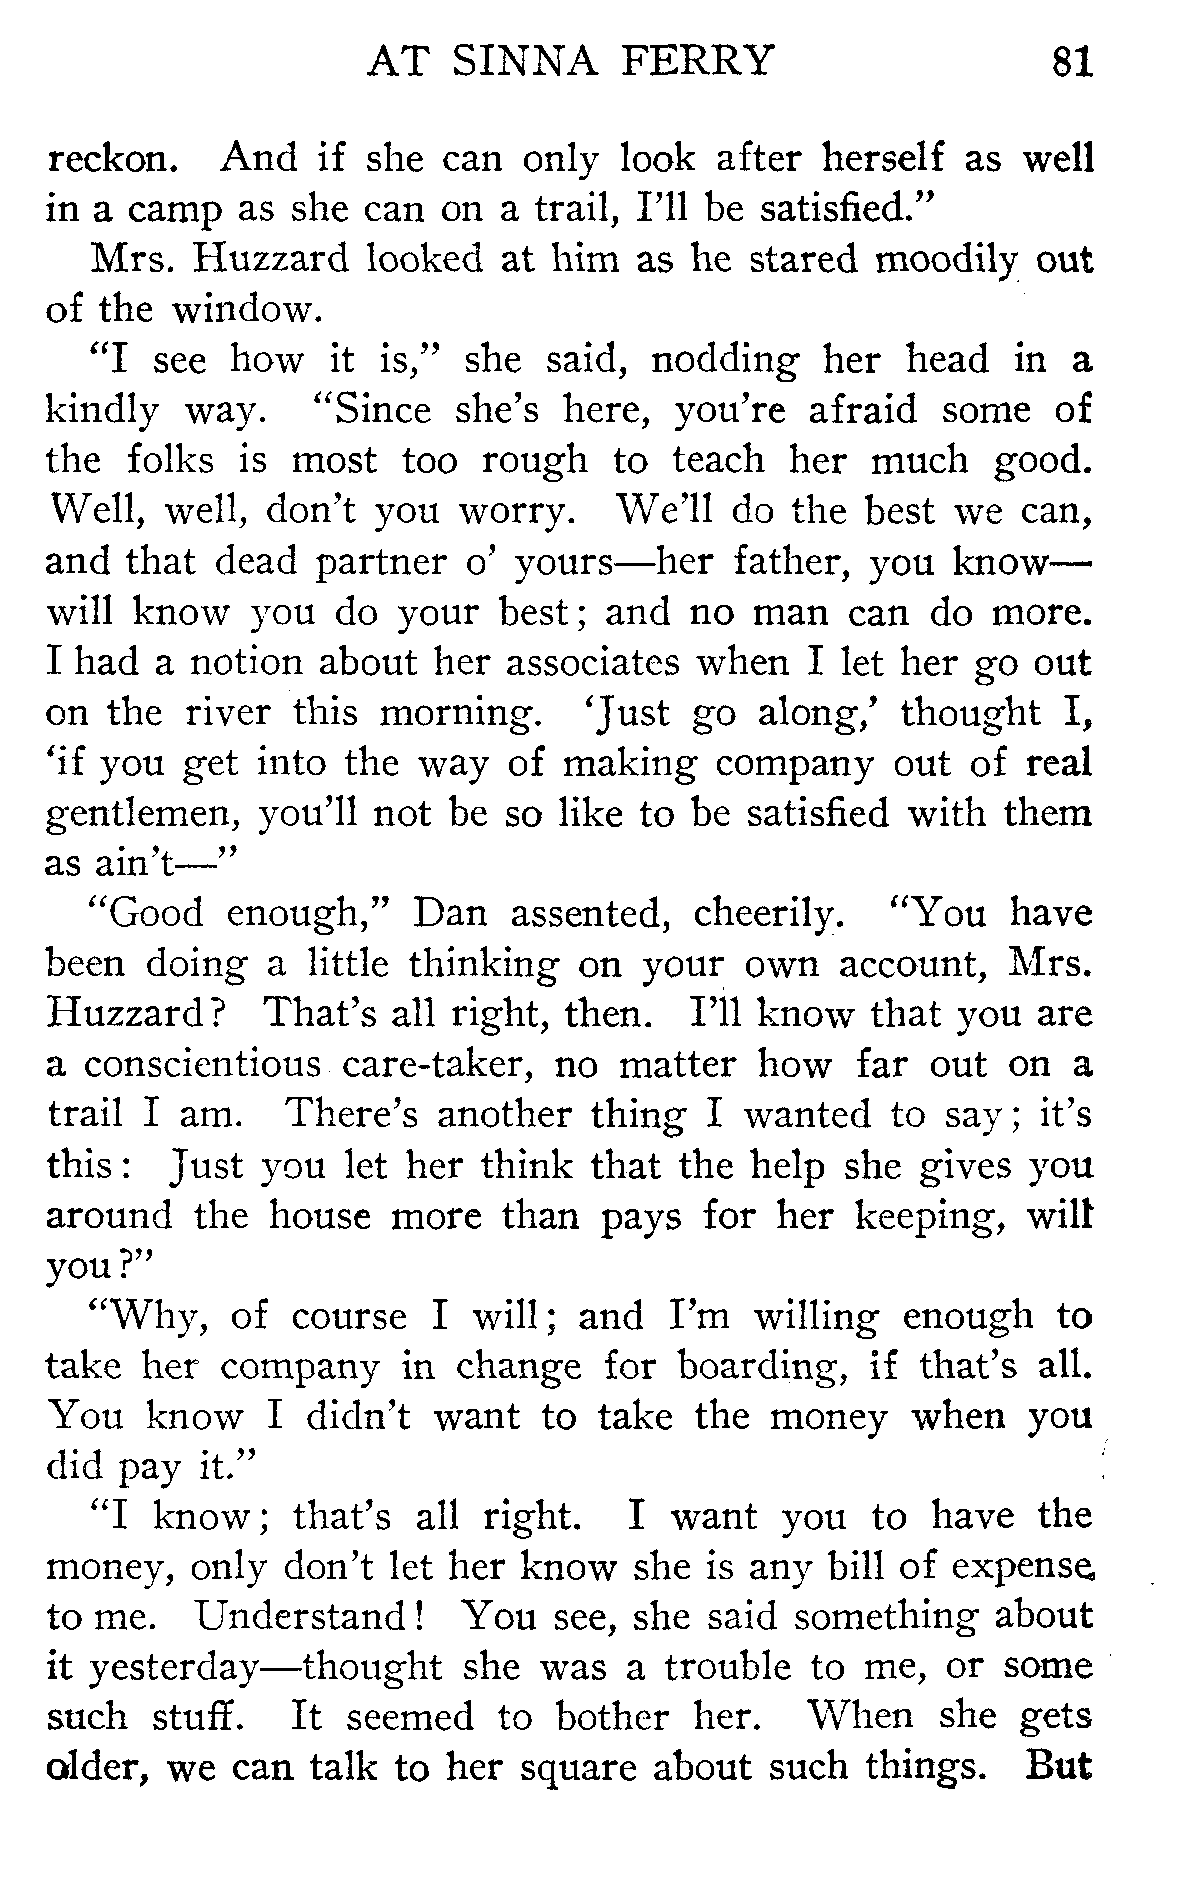 AT SINNA FERRY 81
reckon. And if she can only look after herself as well
in a camp as she can on a trail, I'll be satisfied."
Mrs. Huzzard looked at him as he stared moodily out
of the window.
"I see how it is," she said, nodding her head in a
kindly way. "Since she's here, you're afraid some of
the folks is most too rough to teach her much good.
Well, well, don't you worry. We'll do the best we can,
and that dead partner o' yours—her father, you know—
will know you do your best; and no man can do more.
I had a notion about her associates when I let her go out
on the river this morning. 'Just go along,' thought I,
'if you get into the way of making company out of real
gentlemen, you'll not be so like to be satisfied with them
as ain't—"
"Good enough," Dan assented, cheerily. "You have
been doing a little thinking on your own account, Mrs.
Huzzard? That's all right, then. I'll know that you are
a conscientious care-taker, no matter how far out on a
trail I am. There's another thing I wanted to say; it's
this: Just you let her think that the help she gives you
around the house more than pays for her keeping, will
you?"
"Why, of course I will; and I'm willing enough to
take her company in change for boarding, if that's all.
You know I didn't want to take the money when you
did pay it."
"I know; that's all right. I want you to have the
money, only don't let her know she is any bill of expense
to me. Understand! You see, she said something about
it yesterday—thought she was a trouble to me, or some
such stuff. It seemed to bother her. When she gets
older, we can talk to her square about such things. But